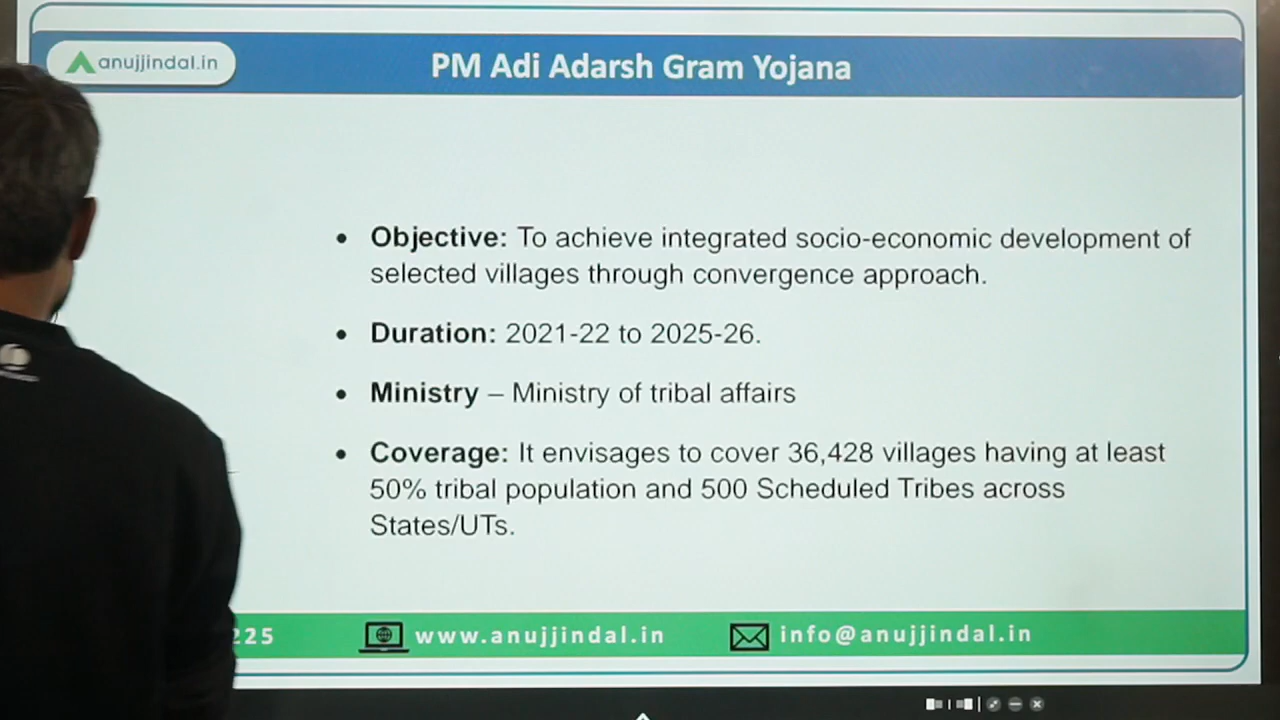 anujjindal.in
PM Adi Adarsh Gram Yojana
• Objective: To achieve integrated socio-economic development of
selected villages through convergence approach.
• Duration: 2021-22 to 2025-26.
• Ministry – Ministry of tribal affairs
• Coverage: It envisages to cover 36,428 villages having at least
50% tribal population and 500 Scheduled Tribes across
States/UTs.
225
www.anujjindal.in
info@anujjindal.in